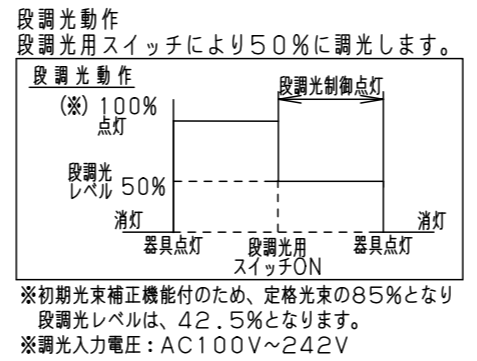 段調光動作
段調光用スイッチにより50%に調光します。
段調光動作
(※)100%
点灯
段調光制御点灯
段調光
レベル 50%
消灯
消灯
器具点灯
段調光用
スイッチON
器具点灯
※初期光束補正機能付のため、定格光束の85%となり
段調光レベルは、42.5%となります。
※調光入力電圧:AC100V~242V